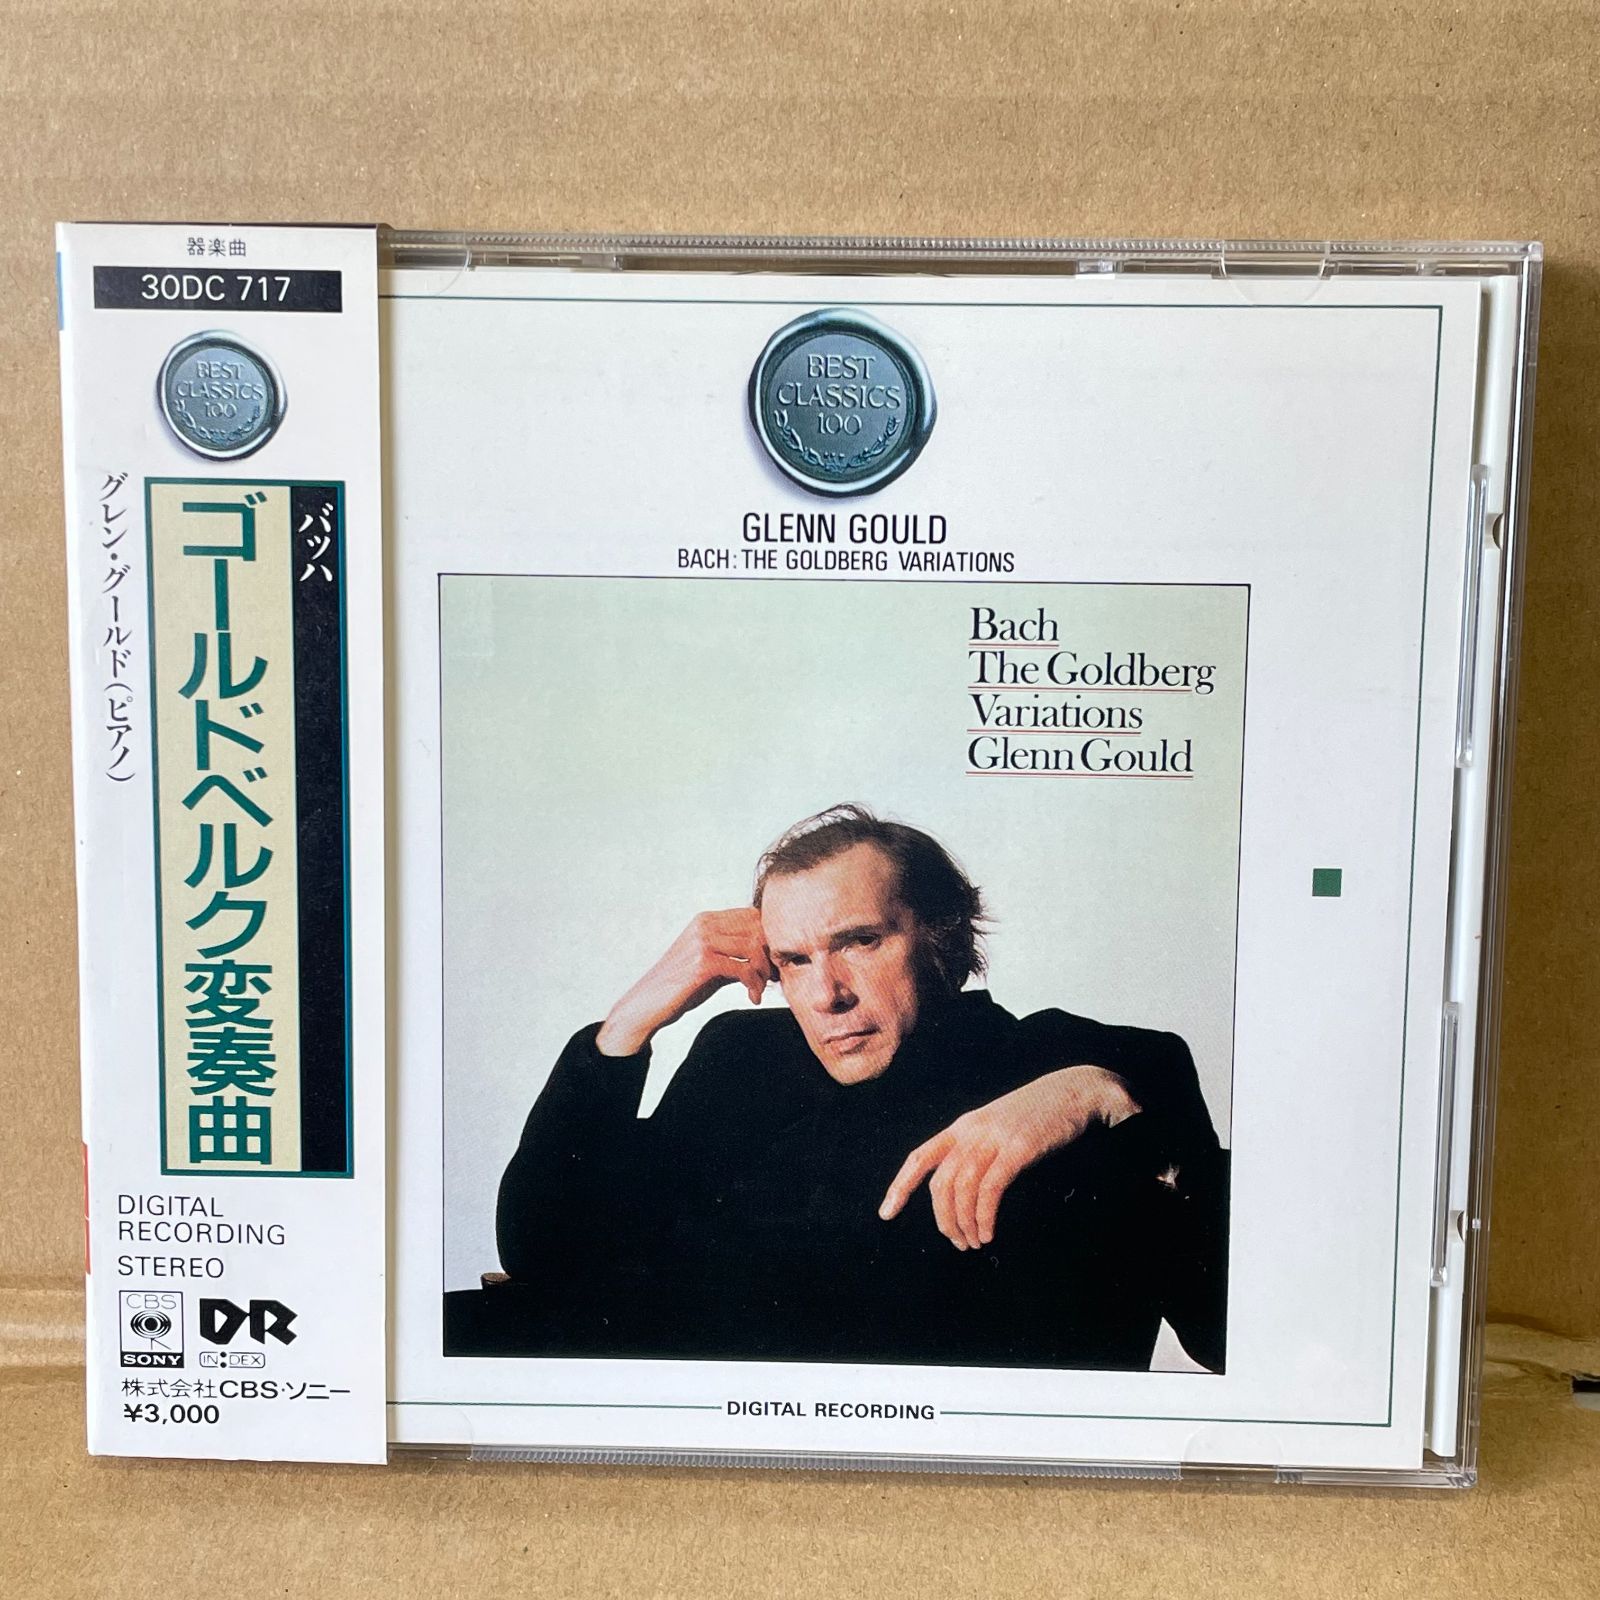 器楽曲
30DC 717
BEST
CLASSICS
100
バッハ
ゴールドベルク変奏曲
グレン・グールド(ピアノ)
DIGITAL
RECORDING
STEREO
CBS
SONY
DR
INDEX
株式会社CBS・ソニー
¥3,000
BEST
CLASSICS
100
GLENN GOULD
BACH: THE GOLDBERG VARIATIONS
Bach
The Goldberg
Variations
Glenn Gould
DIGITAL RECORDING